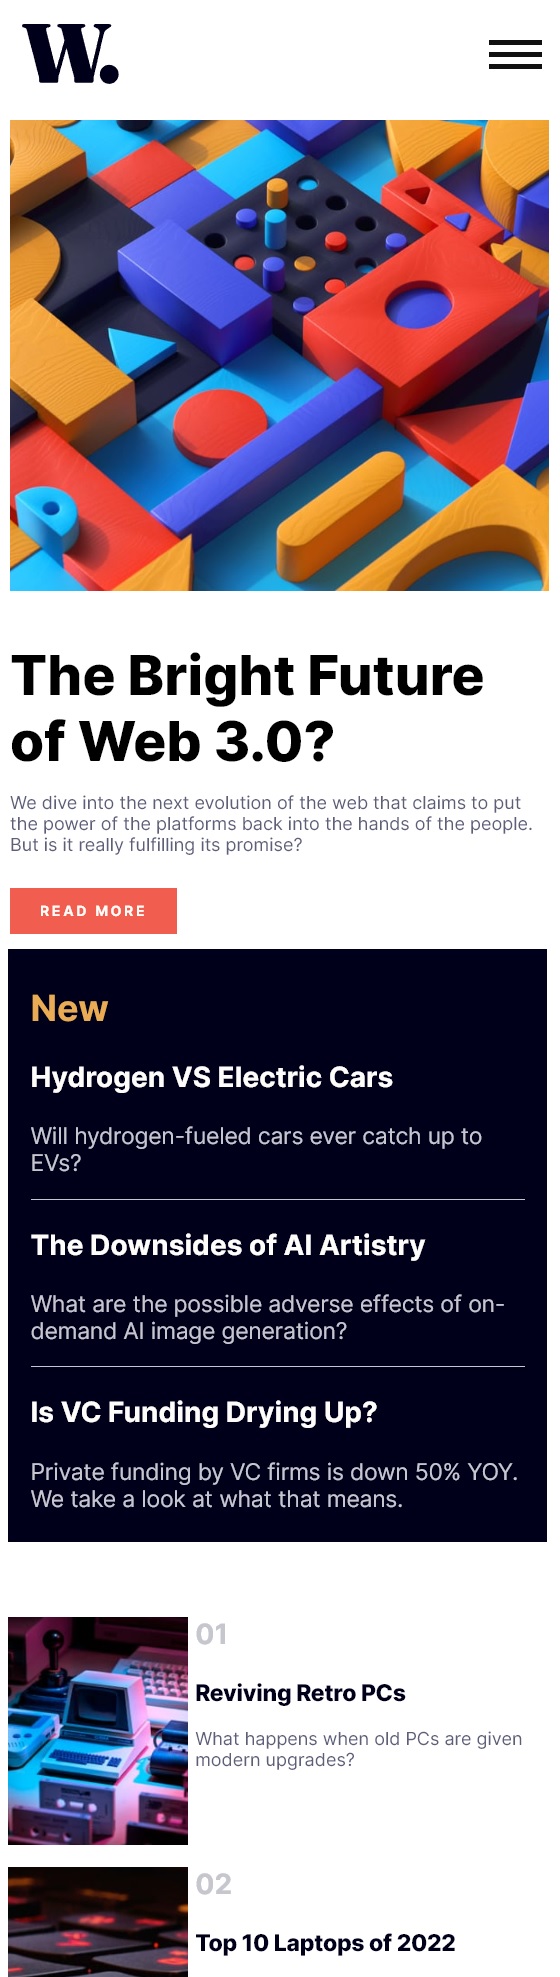 W.
The Bright Future
of Web 3.0?
We dive into the next evolution of the web that claims to put
the power of the platforms back into the hands of the people.
But is it really fulfilling its promise?
READ MORE
New
Hydrogen VS Electric Cars
Will hydrogen-fueled cars ever catch up to
EVs?
The Downsides of AI Artistry
What are the possible adverse effects of on-
demand AI image generation?
Is VC Funding Drying Up?
Private funding by VC firms is down 50% YOY.
We take a look at what that means.
01
Reviving Retro PCs
What happens when old PCs are given
modern upgrades?
02
Top 10 Laptops of 2022